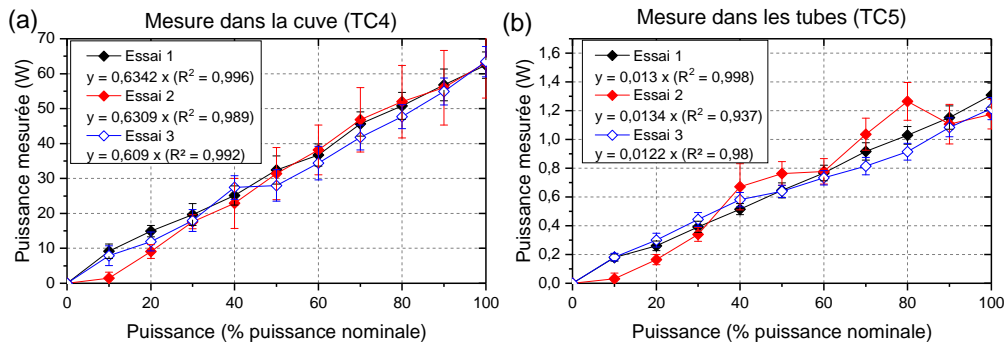 (a)
Mesure dans la cuve (TC4)
Puissance mesurée (W)
70
60
50
40
30
20
10
0
Essai 1
y = 0,6342 x (R² = 0,996)
Essai 2
y = 0,6309 x (R² = 0,989)
Essai 3
y = 0,609 x (R² = 0,992)
0 20 40 60 80 100
Puissance (% puissance nominale)
(b)
Mesure dans les tubes (TC5)
Puissance mesurée (W)
1,6
1,4
1,2
1,0
0,8
0,6
0,4
0,2
0,0
Essai 1
y = 0,013 x (R² = 0,998)
Essai 2
y = 0,0134 x (R² = 0,937)
Essai 3
y = 0,0122 x (R² = 0,98)
0 20 40 60 80 100
Puissance (% puissance nominale)